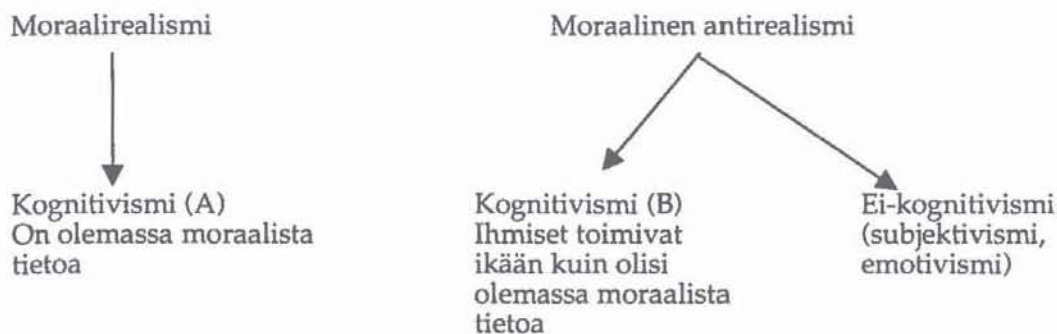 Moraalirealismi
Moraalinen antirealismi
Kognitivismi (A)
On olemassa moraalista
tietoa
Kognitivismi (B)
Ihmiset toimivat
ikään kuin olisi
olemassa moraalista
tietoa
Ei-kognitivismi
(subjektivismi,
emotivismi)